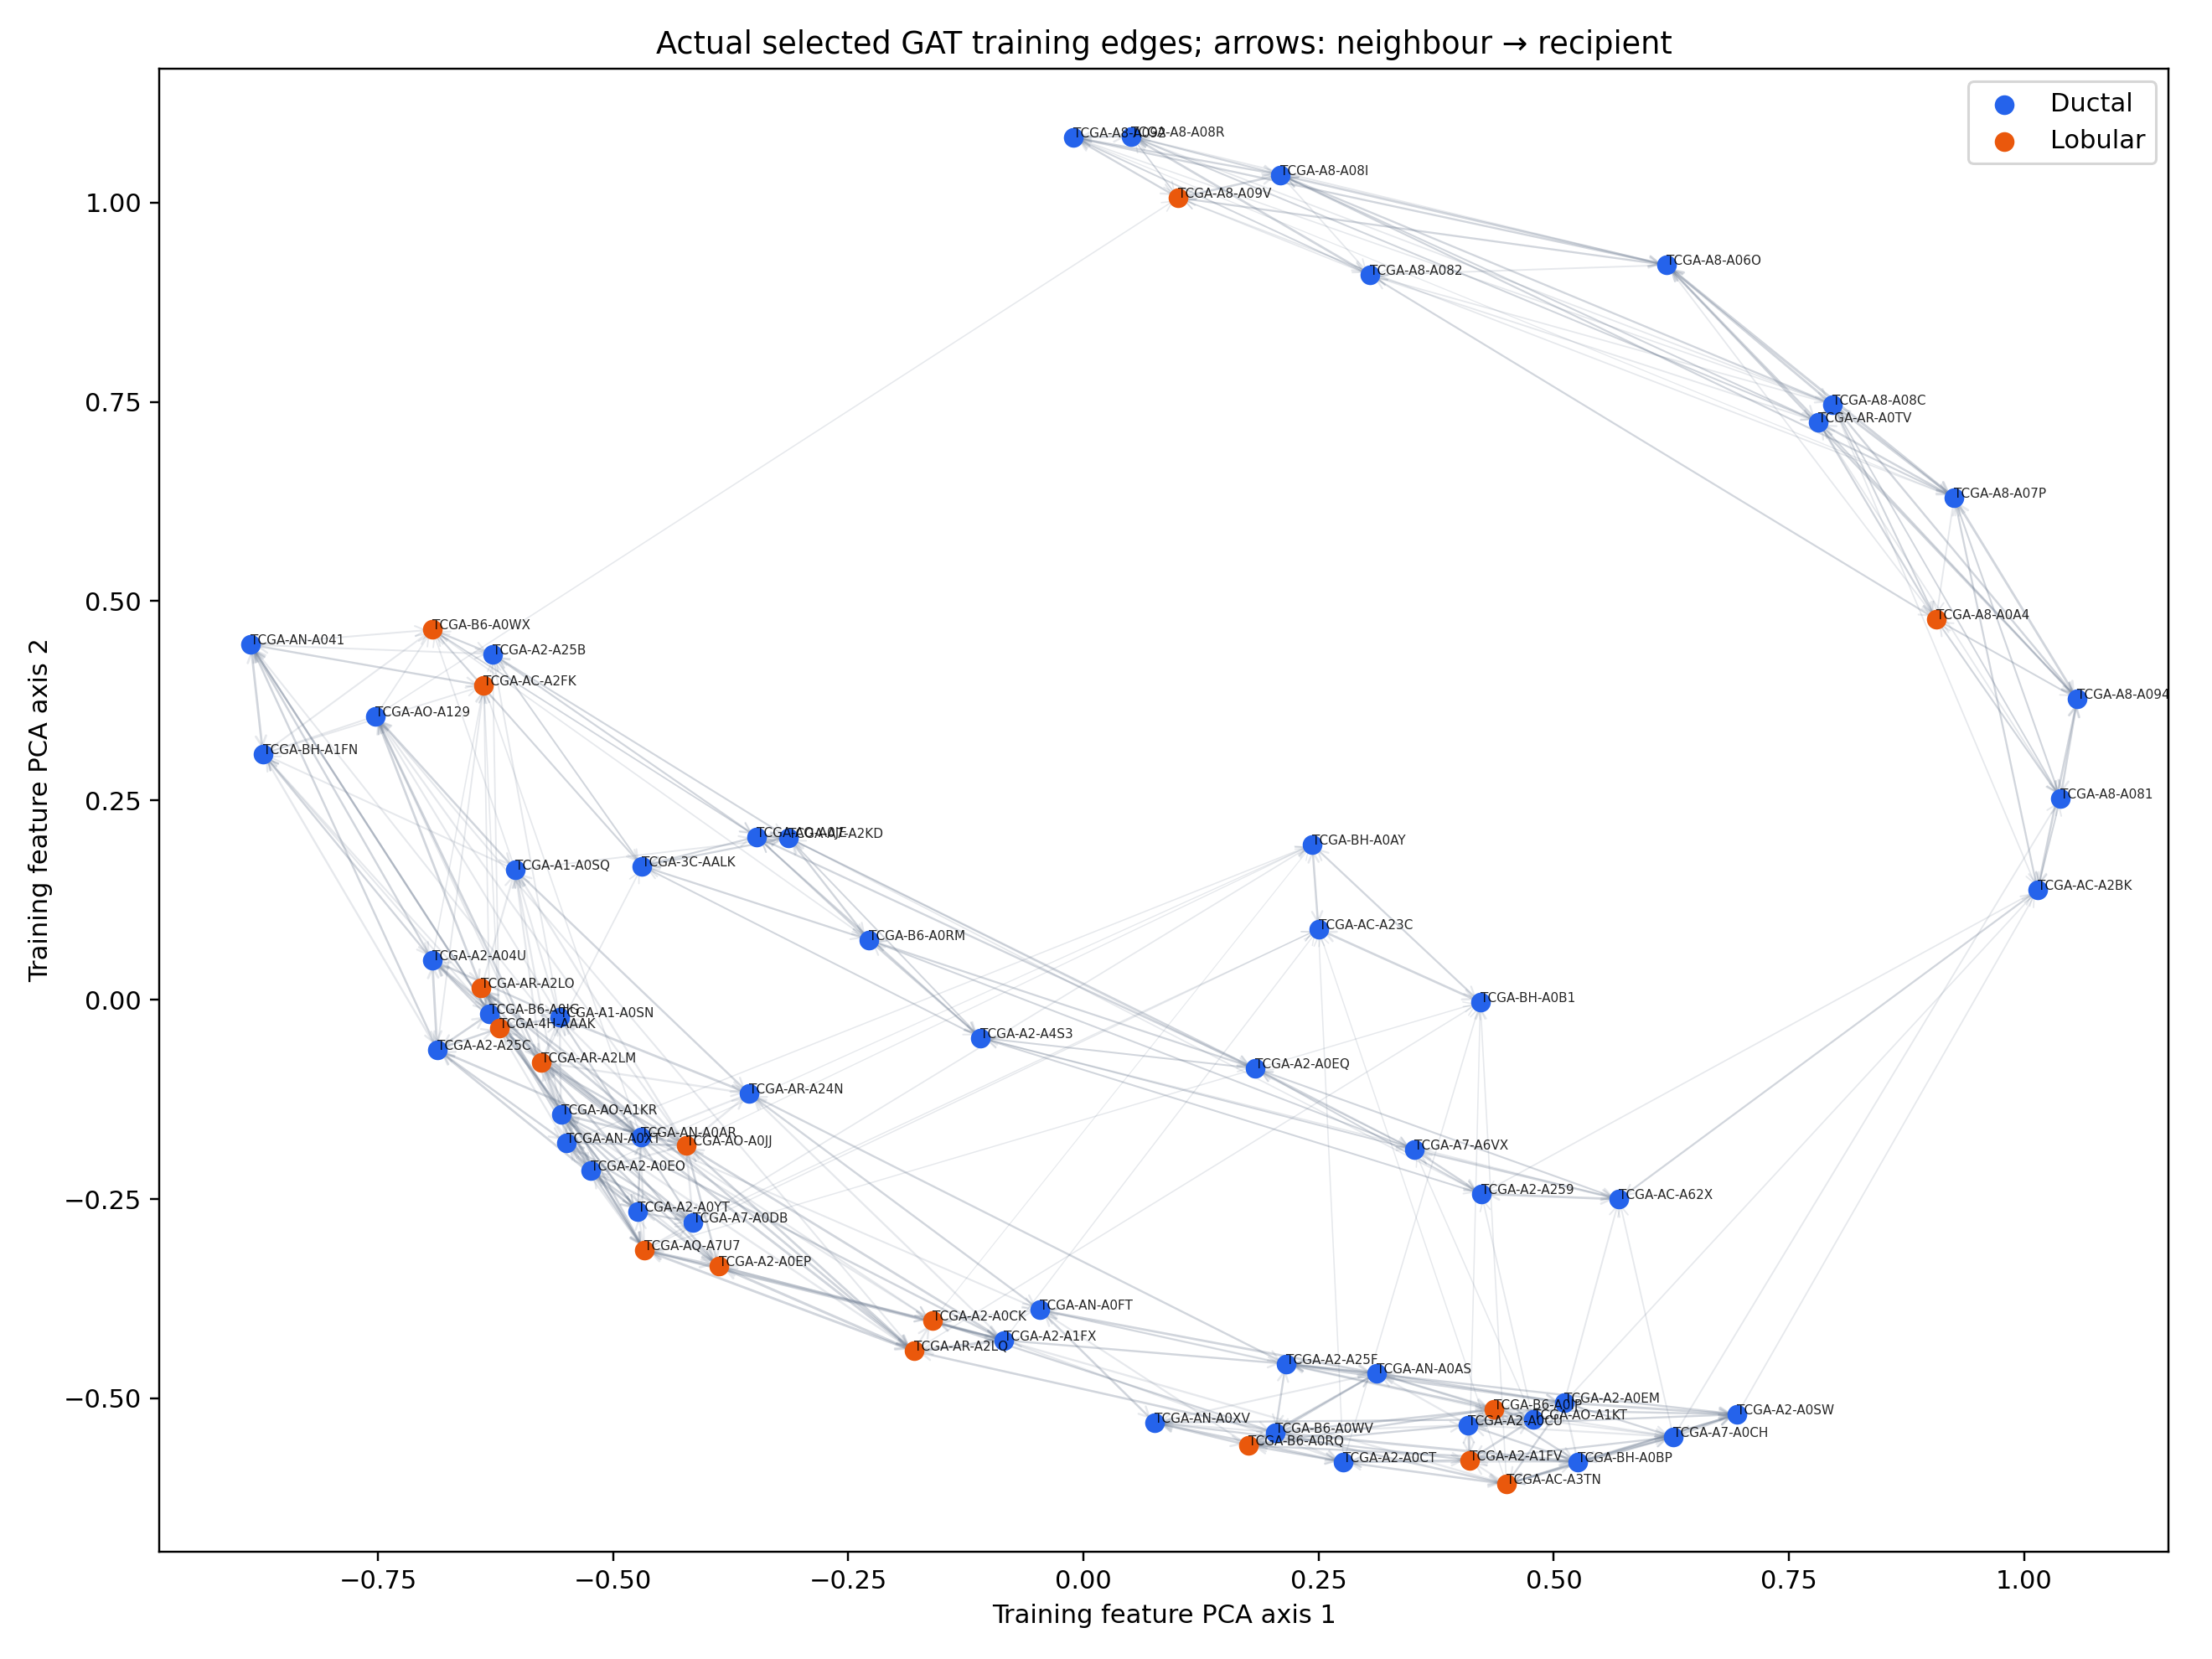 Actual selected GAT training edges; arrows: neighbour → recipient
Ductal
Lobular
TCGA-A8-A092
TCGA-A8-A08R
TCGA-A8-A08I
TCGA-A8-A09V
TCGA-A8-A082
TCGA-A8-A06O
TCGA-A8-A08C
TCGA-AR-A0TV
TCGA-A8-A07P
TCGA-A8-A0A4
TCGA-A8-A094
TCGA-A8-A081
TCGA-AC-A2BK
TCGA-AN-A041
TCGA-B6-A0WX
TCGA-A2-A25B
TCGA-AC-A2FK
TCGA-AO-A129
TCGA-BH-A1FN
TCGA-A7-A2KD
TCGA-3C-AALK
TCGA-A1-A0SQ
TCGA-BH-A0AY
TCGA-AC-A23C
TCGA-B6-A0RM
TCGA-BH-A0B1
TCGA-A2-A04U
TCGA-AR-A2LO
TCGA-A1-A0SN
TCGA-4H-AAAK
TCGA-A2-A25C
TCGA-AR-A2LM
TCGA-A2-A4S3
TCGA-A2-A0EQ
TCGA-AR-A24N
TCGA-AO-A1KR
TCGA-AN-A0AR
TCGA-AO-A0JJ
TCGA-AN-A0XT
TCGA-A2-A0EO
TCGA-A7-A6VX
TCGA-A2-A259
TCGA-AC-A62X
TCGA-A2-A0YT
TCGA-A7-A0DB
TCGA-AQ-A7U7
TCGA-A2-A0EP
TCGA-AN-A0FT
TCGA-A2-A0CK
TCGA-A2-A1FX
TCGA-AR-A2LQ
TCGA-A2-A25F
TCGA-AN-A0AS
TCGA-A2-A0EM
TCGA-AO-A1KT
TCGA-A2-A0SW
TCGA-AN-A0XV
TCGA-B6-A0WV
TCGA-B6-A0RQ
TCGA-A7-A0CH
TCGA-A2-A0CT
TCGA-A2-A1FV
TCGA-BH-A0BP
TCGA-AC-A3TN
1.00
0.75
0.50
0.25
0.00
−0.25
−0.50
Training feature PCA axis 2
−0.75
−0.50
−0.25
0.00
0.25
0.50
0.75
1.00
Training feature PCA axis 1